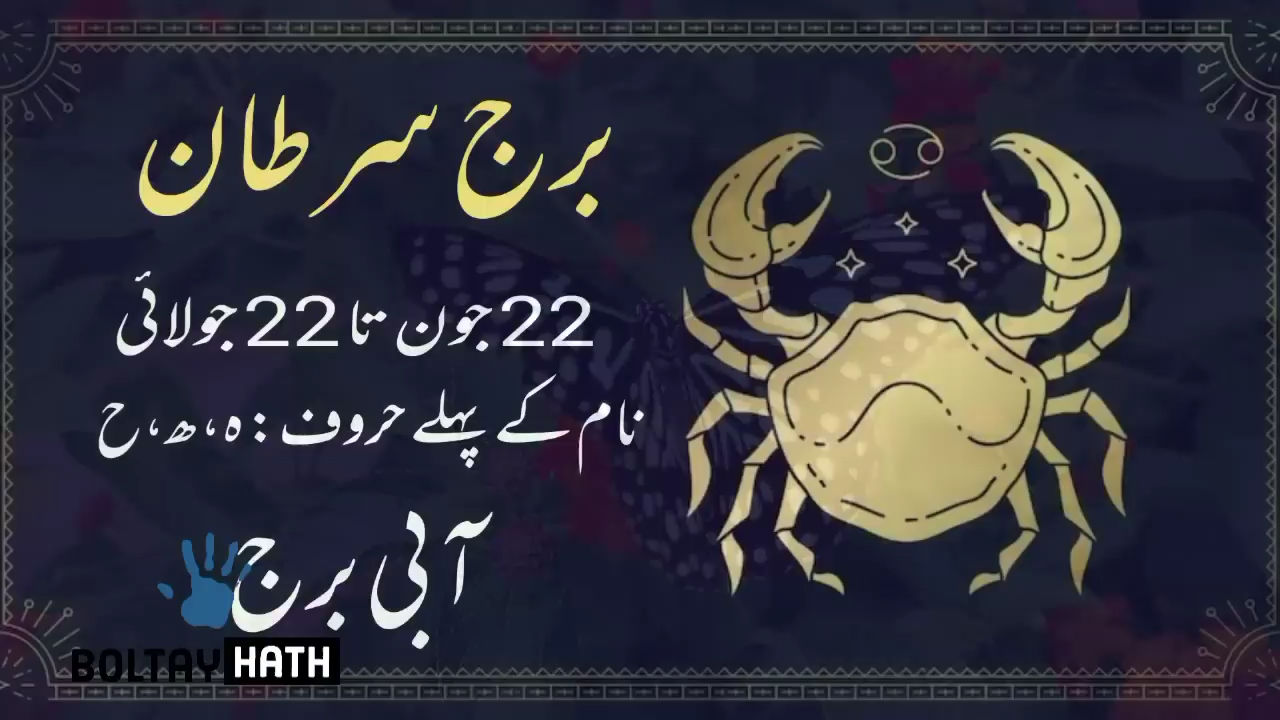 برج سرطان
22 جون تا 22 جولائی
نام کے پہلے حروف : ہ، ھ، ح
آبی برج
BOLTAY HATH